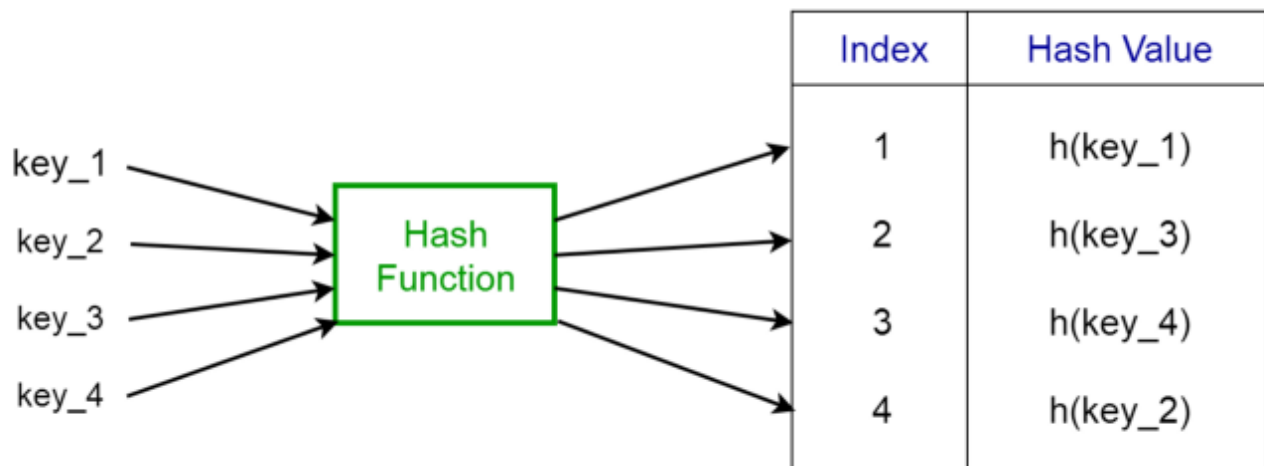 key_1
key_2
key_3
key_4
Hash
Function
Index Hash Value
1 h(key_1)
2 h(key_3)
3 h(key_4)
4 h(key_2)